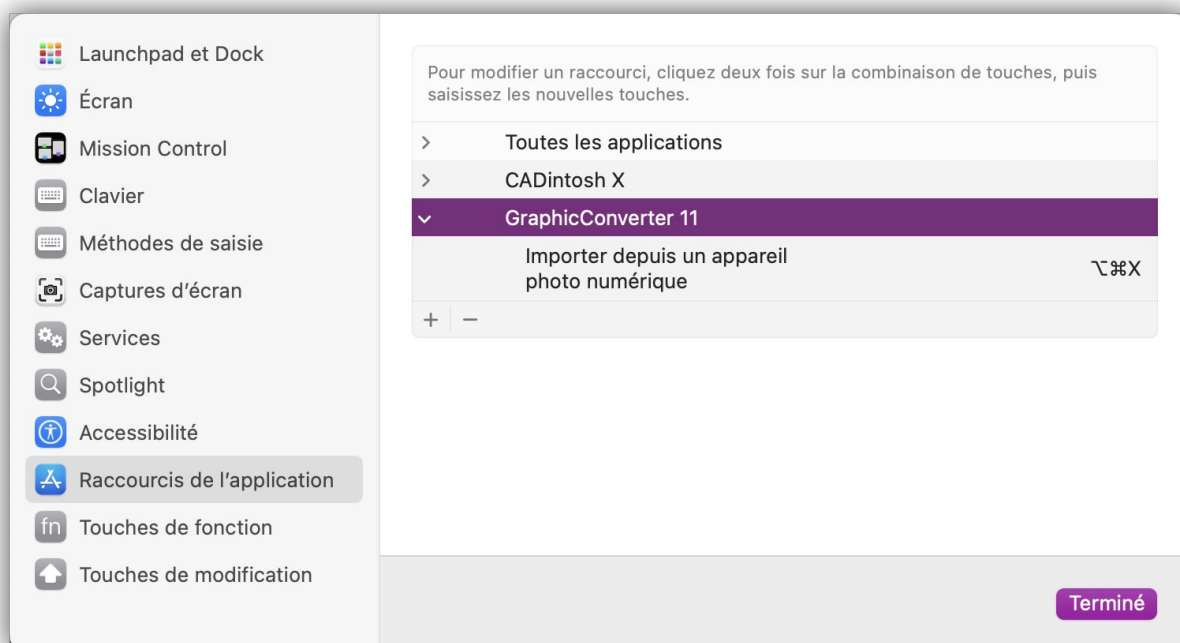 Launchpad et Dock
Écran
Mission Control
Clavier
Méthodes de saisie
Captures d'écran
Services
Spotlight
Accessibilité
Raccourcis de l'application
fn
Touches de fonction
Touches de modification
Pour modifier un raccourci, cliquez deux fois sur la combinaison de touches, puis
saisissez les nouvelles touches.
Toutes les applications
CADintosh X
GraphicConverter 11
Importer depuis un appareil
photo numérique
⌥⌘X
Terminé